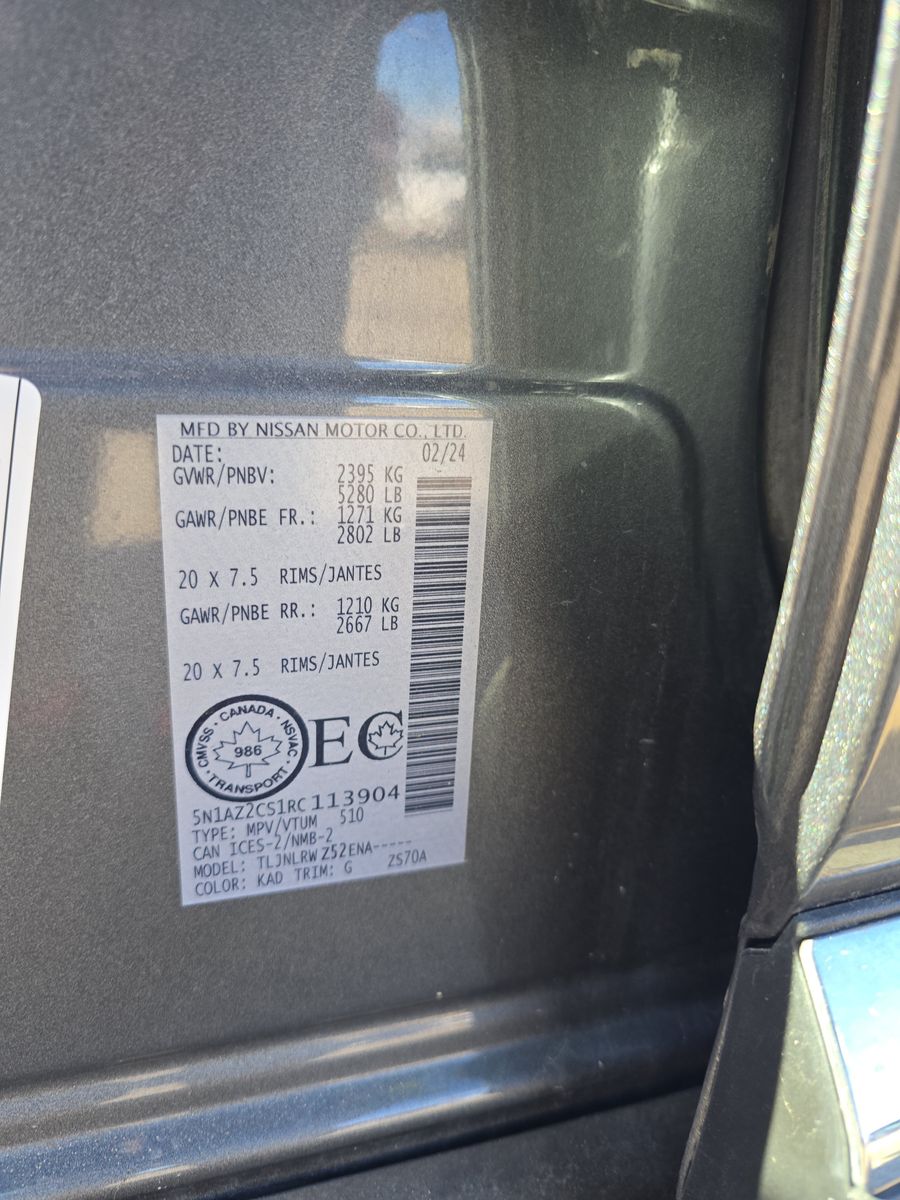 MFD BY NISSAN MOTOR CO., LTD.
DATE: 02/24
GVWR/PNBV: 2395 KG
5280 LB
GAWR/PNBE FR.: 1271 KG
2802 LB
20 X 7.5 RIMS/JANTES
GAWR/PNBE RR.: 1210 KG
2667 LB
20 X 7.5 RIMS/JANTES
CANADA · NSVAC · TRANSPORT · CMVSS ·
986
EC
5N1AZ2CS1RC113904
TYPE: MPV/VTUM 510
CAN ICES-2/NMB-2
MODEL: TLJNLRW Z52ENA-----
COLOR: KAD TRIM: G ZS70A